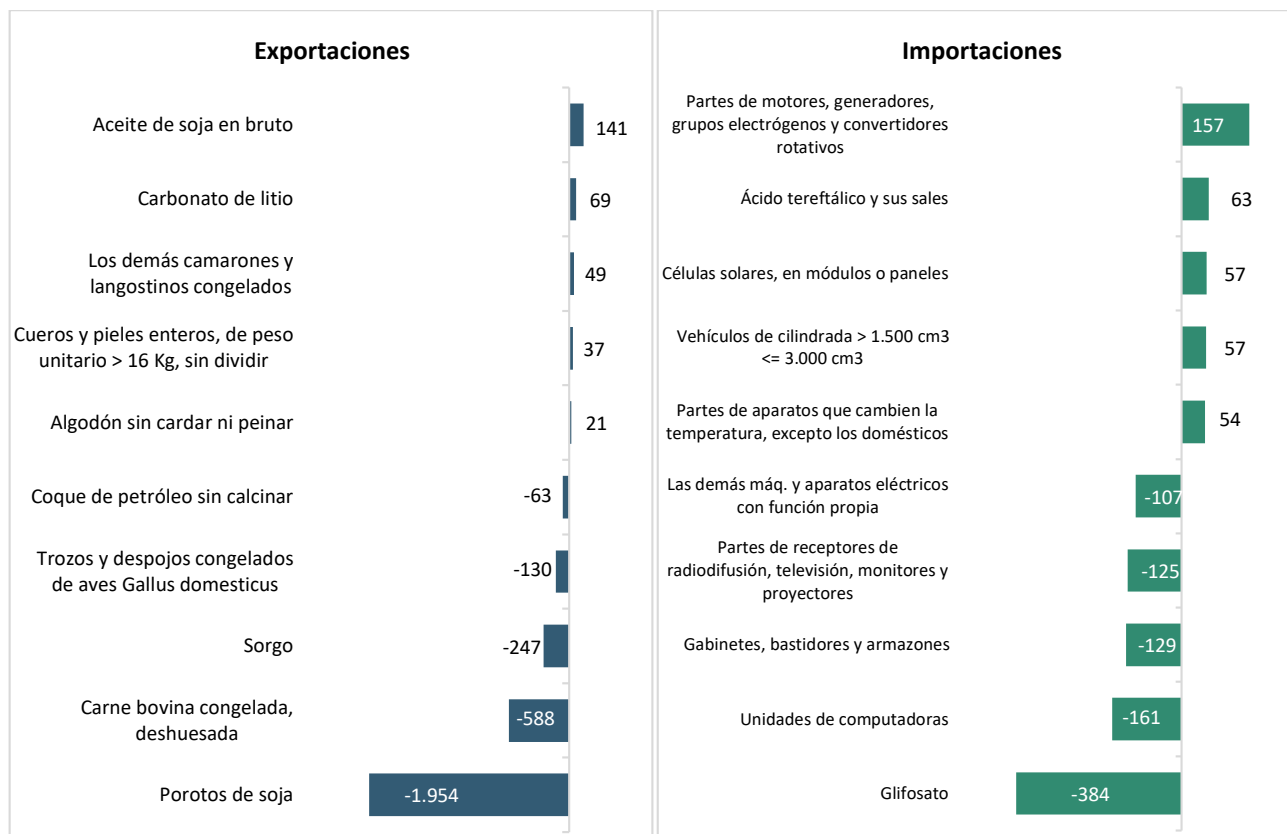 Exportaciones
Aceite de soja en bruto
141
Carbonato de litio
69
Los demás camarones y
langostinos congelados
49
Cueros y pieles enteros, de peso
unitario > 16 Kg, sin dividir
37
Algodón sin cardar ni peinar
21
Coque de petróleo sin calcinar
-63
Trozos y despojos congelados
de aves Gallus domesticus
-130
Sorgo
-247
Carne bovina congelada,
deshuesada
-588
Porotos de soja
-1.954
Importaciones
Partes de motores, generadores,
grupos electrógenos y convertidores
rotativos
157
Ácido tereftálico y sus sales
63
Células solares, en módulos o paneles
57
Vehículos de cilindrada > 1.500 cm3
<= 3.000 cm3
57
Partes de aparatos que cambien la
temperatura, excepto los domésticos
54
Las demás máq. y aparatos eléctricos
con función propia
-107
Partes de receptores de
radiodifusión, televisión, monitores y
proyectores
-125
Gabinetes, bastidores y armazones
-129
Unidades de computadoras
-161
Glifosato
-384